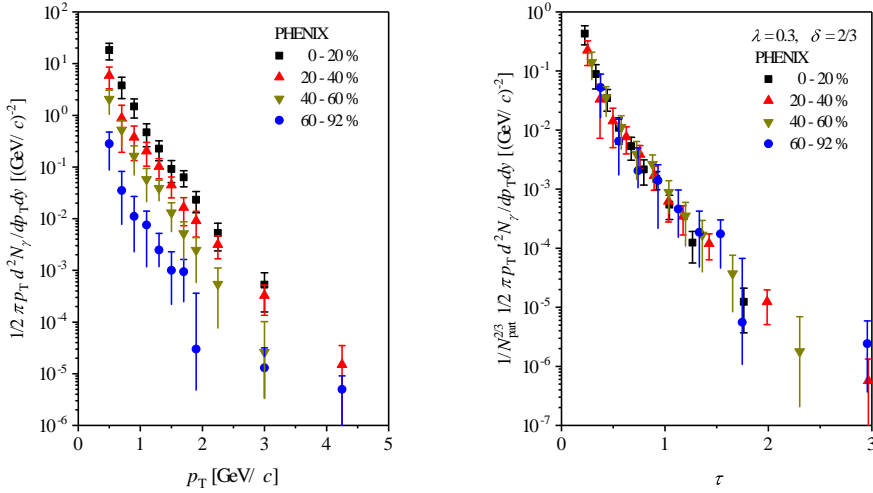 PHENIX
0 - 20 %
20 - 40 %
40 - 60 %
60 - 92 %
10^2
10^1
10^0
10^-1
10^-2
10^-3
10^-4
10^-5
10^-6
0 1 2 3 4 5
1/2 π p_T d^2N_γ/dp_T dy [(GeV/ c)^-2]
p_T [GeV/ c]
λ = 0.3, δ = 2/3
PHENIX
0 - 20 %
20 - 40 %
40 - 60 %
60 - 92 %
10^0
10^-1
10^-2
10^-3
10^-4
10^-5
10^-6
10^-7
0 1 2 3
1/N_part^2/3 1/2 π p_T d^2N_γ/dp_T dy [(GeV/ c)^-2]
τ